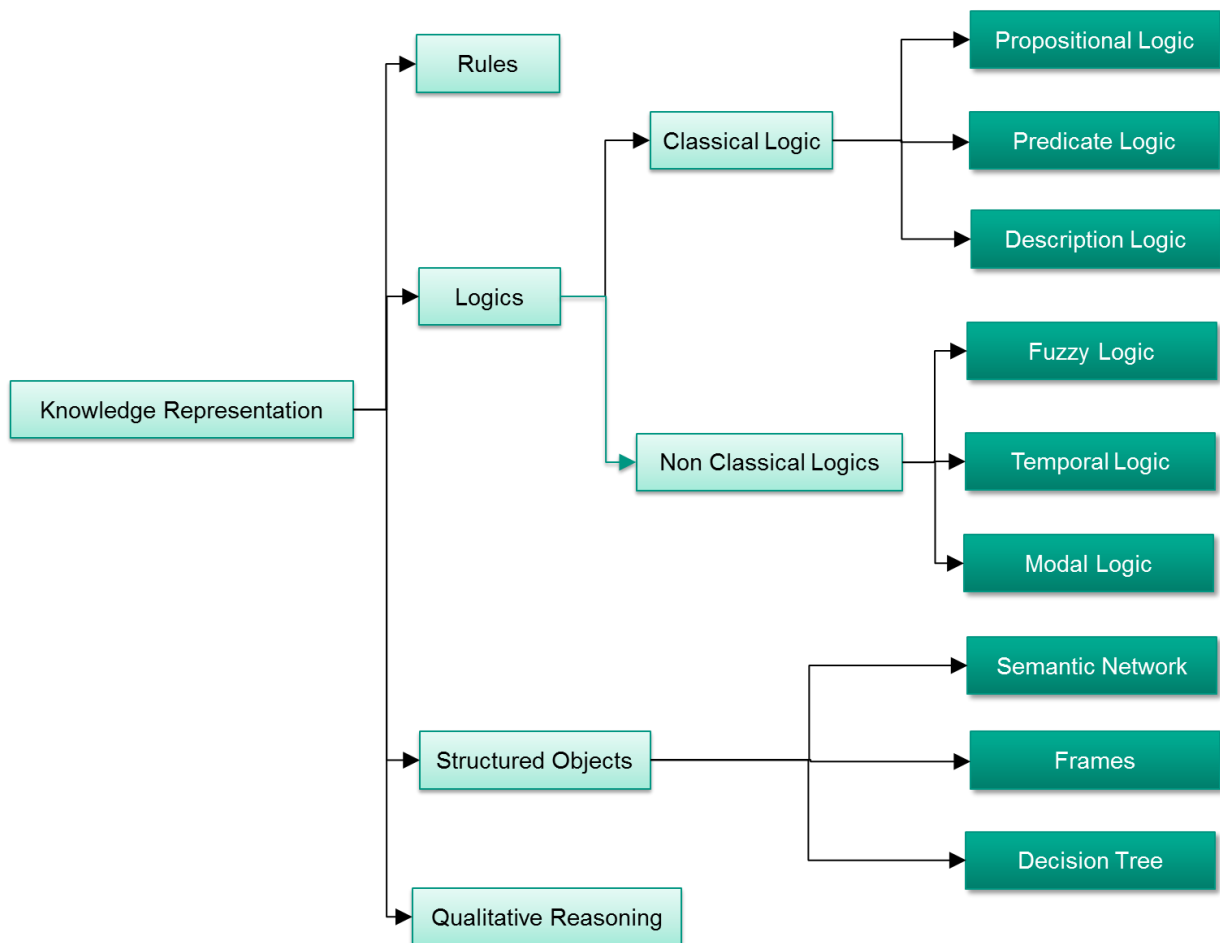 Knowledge Representation
Rules
Logics
Classical Logic
Propositional Logic
Predicate Logic
Description Logic
Non Classical Logics
Fuzzy Logic
Temporal Logic
Modal Logic
Structured Objects
Semantic Network
Frames
Decision Tree
Qualitative Reasoning